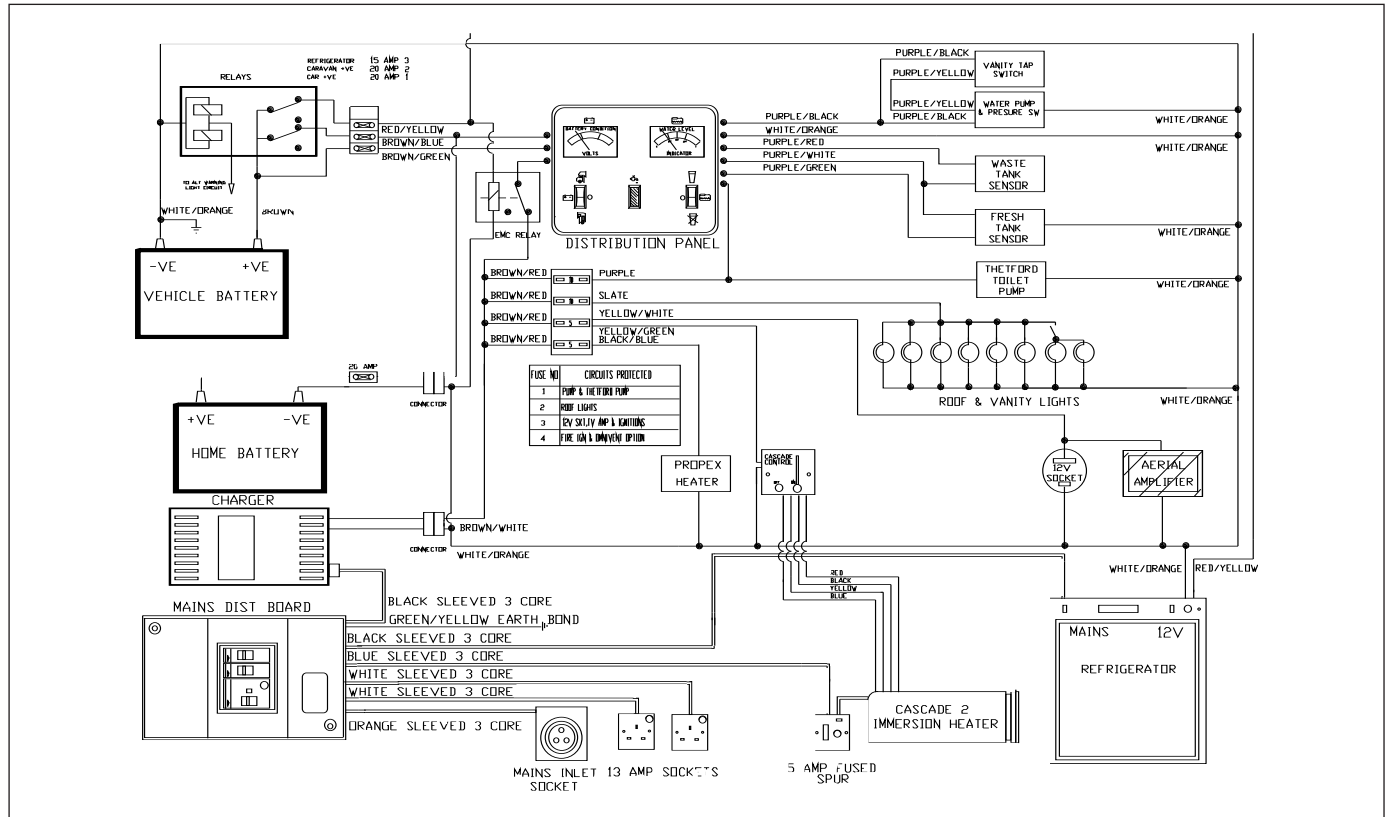 RELAYS
REFRIGERATOR 15 AMP 3
CARAVAN +VE 20 AMP 2
CAR +VE 20 AMP 1
RED/YELLOW
BROWN/BLUE
BROWN/GREEN
TO ALT WARNING
LIGHT CIRCUIT
WHITE/ORANGE
BROWN
-VE +VE
VEHICLE BATTERY
BATTERY CONDITION
VOLTS
WATER LEVEL
INDICATOR
EMC RELAY
DISTRIBUTION PANEL
PURPLE/BLACK
PURPLE/YELLOW
VANITY TAP
SWITCH
PURPLE/YELLOW
PURPLE/BLACK
WATER PUMP
& PRESURE SW
PURPLE/BLACK
WHITE/ORANGE
PURPLE/RED
PURPLE/WHITE
PURPLE/GREEN
WHITE/ORANGE
WHITE/ORANGE
WASTE
TANK
SENSOR
FRESH
TANK
SENSOR
WHITE/ORANGE
THETFORD
TOILET
PUMP
WHITE/ORANGE
BROWN/RED
BROWN/RED
BROWN/RED
BROWN/RED
10
10
5
5
PURPLE
SLATE
YELLOW/WHITE
YELLOW/GREEN
BLACK/BLUE
FUSE NO CIRCUITS PROTECTED
1 PUMP & THETFORD PUMP
2 ROOF LIGHTS
3 12V SKT,TV AMP & IGNITIONS
4 FIRE IGN & OMNIVENT OPTION
ROOF & VANITY LIGHTS
WHITE/ORANGE
20 AMP
CONNECTOR
+VE -VE
HOME BATTERY
CHARGER
CONNECTOR
BROWN/WHITE
WHITE/ORANGE
PROPEX
HEATER
CASCADE
CONTROL
12V
SOCKET
AERIAL
AMPLIFIER
RED
BLACK
YELLOW
BLUE
WHITE/ORANGE
RED/YELLOW
MAINS DIST BOARD
BLACK SLEEVED 3 CORE
GREEN/YELLOW EARTH BOND
BLACK SLEEVED 3 CORE
BLUE SLEEVED 3 CORE
WHITE SLEEVED 3 CORE
WHITE SLEEVED 3 CORE
ORANGE SLEEVED 3 CORE
MAINS INLET
SOCKET
13 AMP SOCKETS
5 AMP FUSED
SPUR
CASCADE 2
IMMERSION HEATER
MAINS 12V
REFRIGERATOR